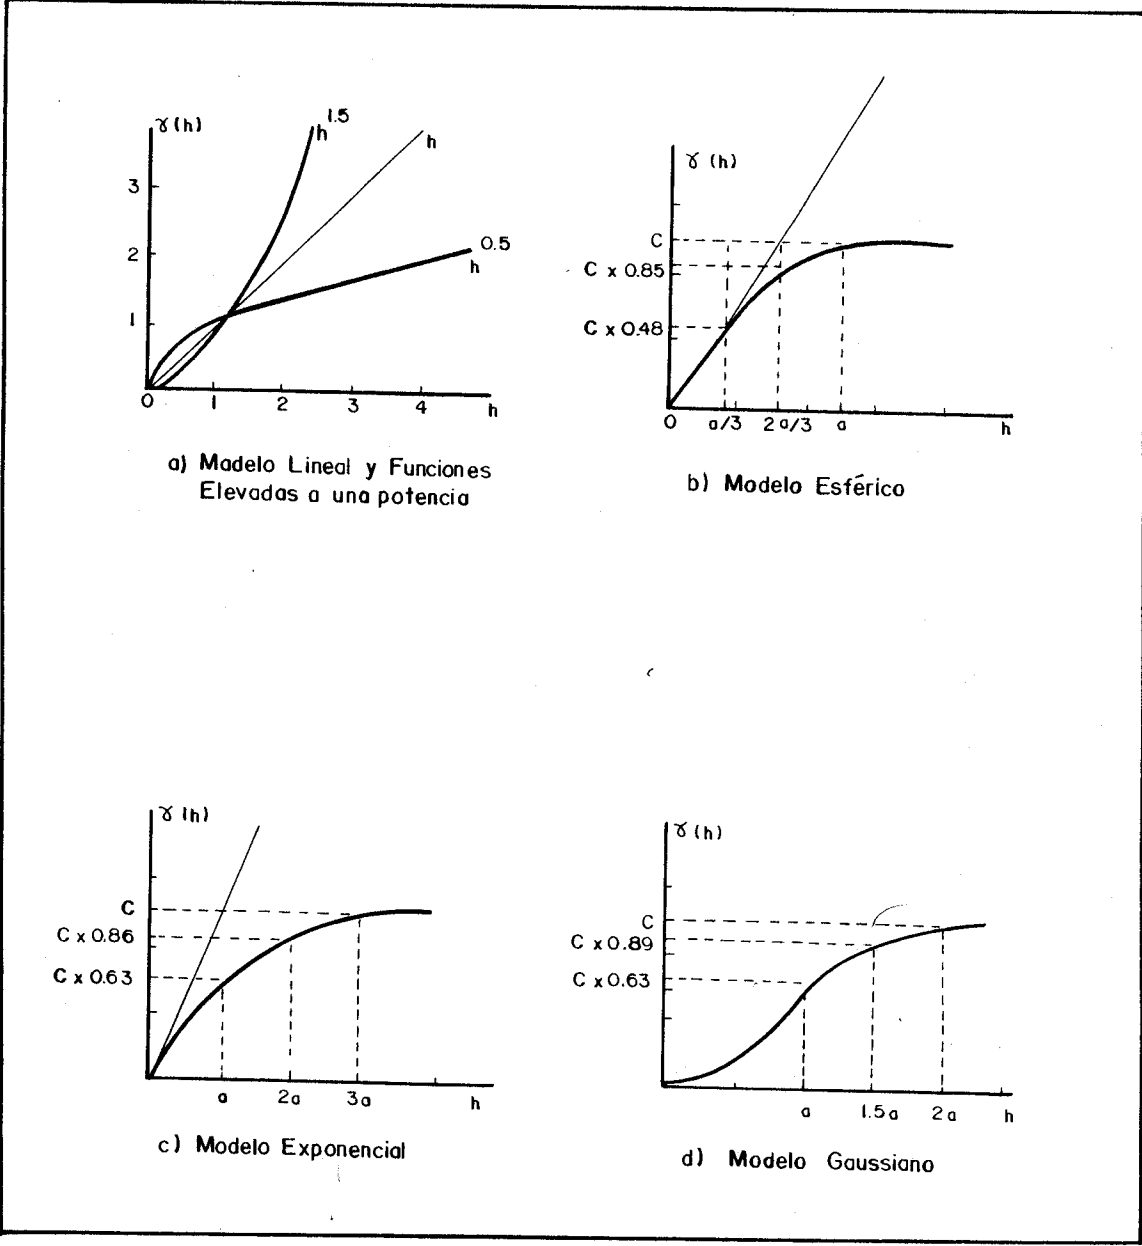 γ(h)
h^1.5
h
h^0.5
3
2
1
0 1 2 3 4 h
a) Modelo Lineal y Funciones
Elevadas a una potencia
γ (h)
C
C x 0.85
C x 0.48
0 a/3 2a/3 a h
b) Modelo Esférico
γ (h)
C
C x 0.86
C x 0.63
a 2a 3a h
c) Modelo Exponencial
γ (h)
C
C x 0.89
C x 0.63
a 1.5a 2a h
d) Modelo Gaussiano